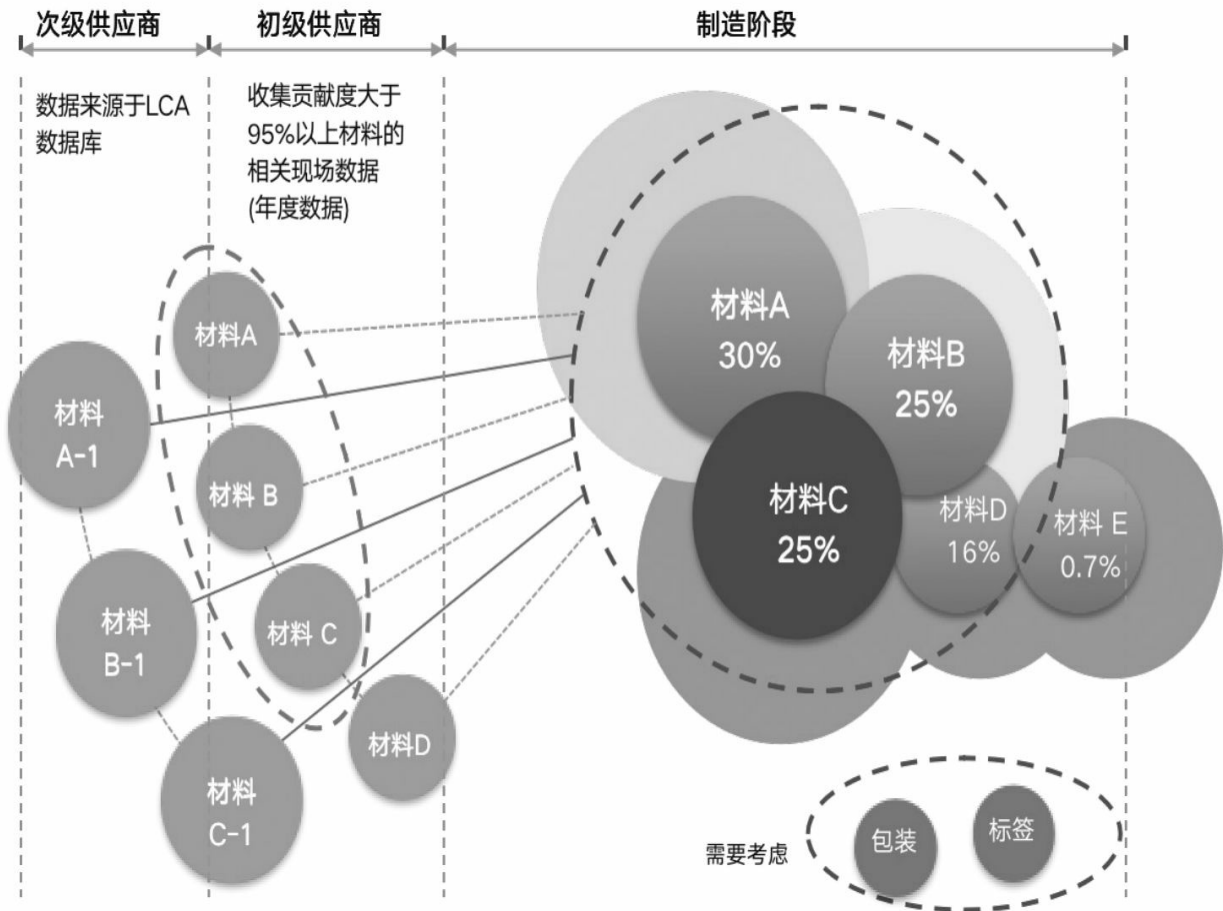 次级供应商
初级供应商
制造阶段
数据来源于LCA
数据库
收集贡献度大于
95%以上材料的
相关现场数据
(年度数据)
材料A
材料
A-1
材料 B
材料
B-1
材料 C
材料D
材料
C-1
材料A
30%
材料B
25%
材料C
25%
材料D
16%
材料 E
0.7%
需要考虑
包装
标签